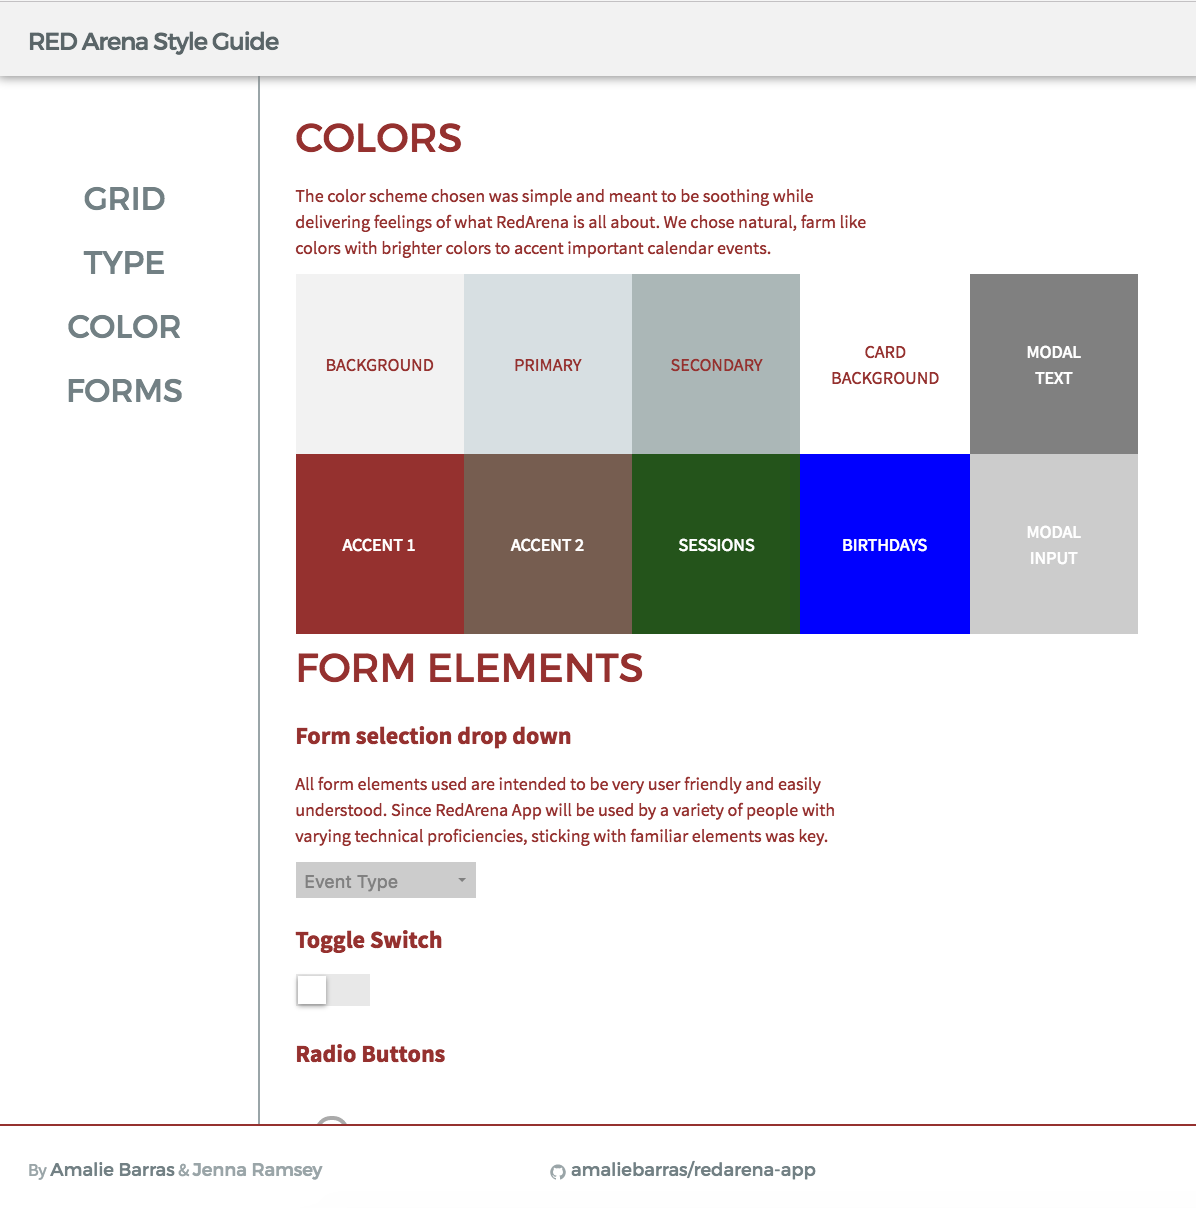 RED Arena Style Guide
GRID
TYPE
COLOR
FORMS
COLORS
The color scheme chosen was simple and meant to be soothing while
delivering feelings of what RedArena is all about. We chose natural, farm like
colors with brighter colors to accent important calendar events.
BACKGROUND
PRIMARY
SECONDARY
CARD
BACKGROUND
MODAL
TEXT
ACCENT 1
ACCENT 2
SESSIONS
BIRTHDAYS
MODAL
INPUT
FORM ELEMENTS
Form selection drop down
All form elements used are intended to be very user friendly and easily
understood. Since RedArena App will be used by a variety of people with
varying technical proficiencies, sticking with familiar elements was key.
Event Type
Toggle Switch
Radio Buttons
By Amalie Barras & Jenna Ramsey
amaliebarras/redarena-app